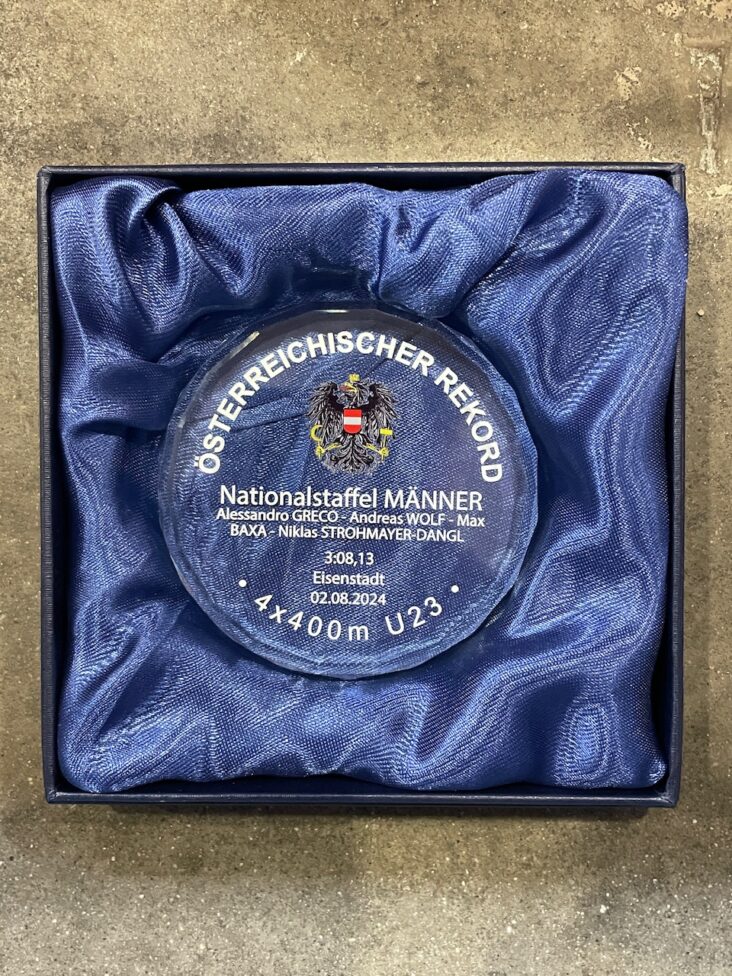 ÖSTERREICHISCHER REKORD
Nationalstaffel MÄNNER
Alessandro GRECO - Andreas WOLF - Max
BAXA - Niklas STROHMAYER-DANGL
3:08,13
Eisenstadt
02.08.2024
• 4x400m U23 •